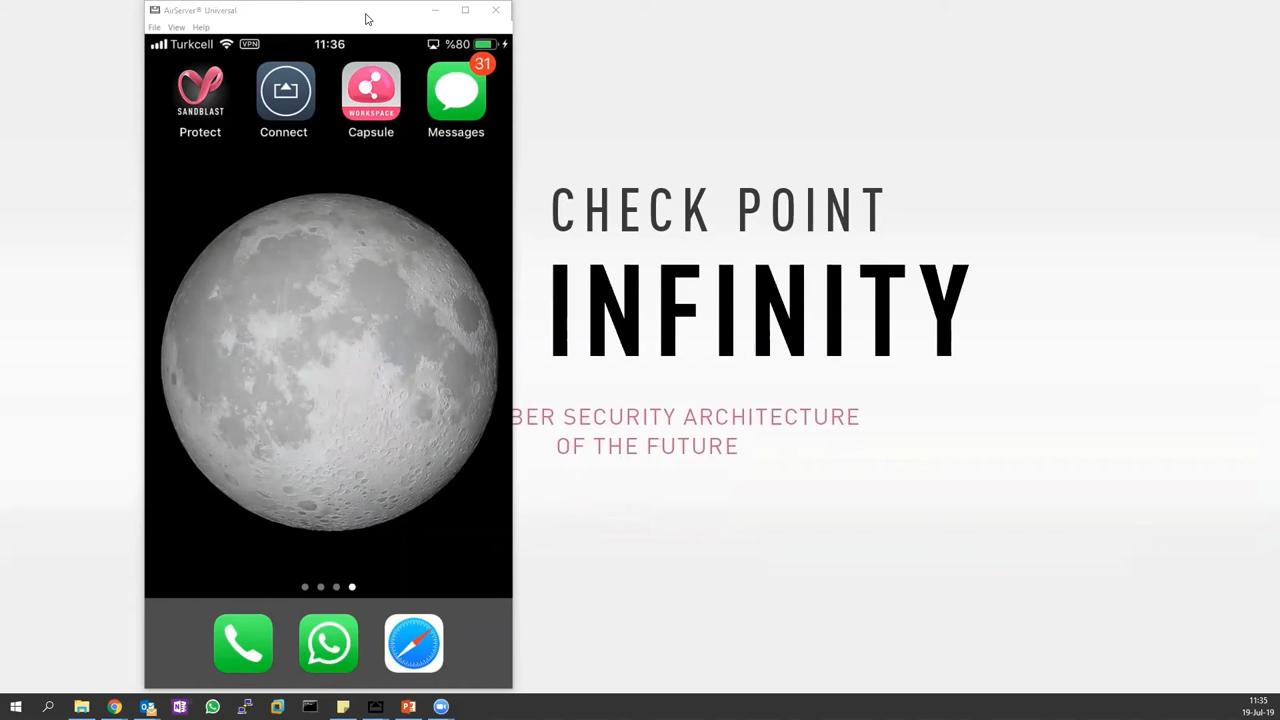 AirServer® Universal
File View Help
Turkcell VPN 11:36 %80
31
SANDBLAST
WORKSPACE
Protect Connect Capsule Messages
CHECK POINT
INFINITY
BER SECURITY ARCHITECTURE
OF THE FUTURE
11:35
19-Jul-19